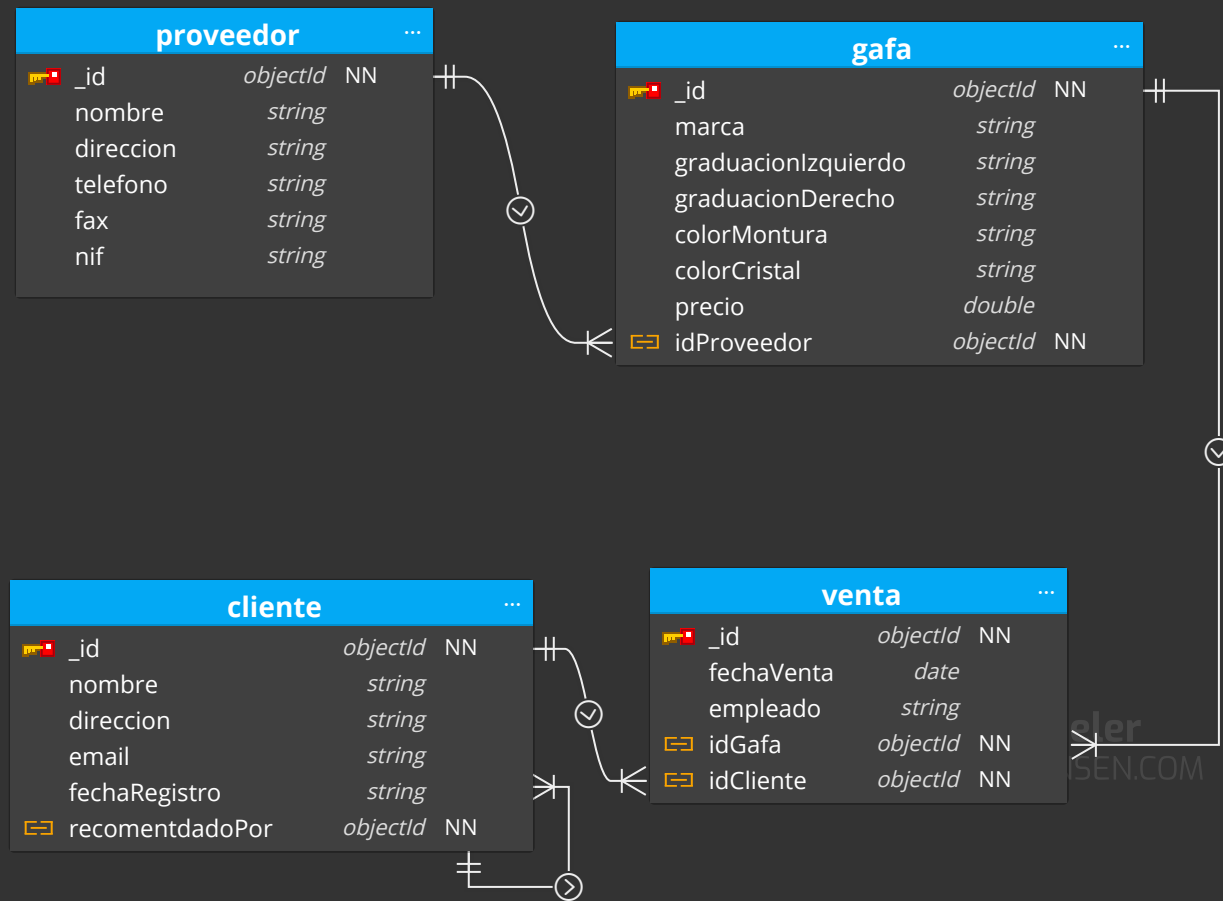 proveedor ...
_id objectId NN
nombre string
direccion string
telefono string
fax string
nif string
gafa ...
_id objectId NN
marca string
graduacionIzquierdo string
graduacionDerecho string
colorMontura string
colorCristal string
precio double
idProveedor objectId NN
cliente ...
_id objectId NN
nombre string
direccion string
email string
fechaRegistro string
recomentdadoPor objectId NN
venta ...
_id objectId NN
fechaVenta date
empleado string
idGafa objectId NN
idCliente objectId NN